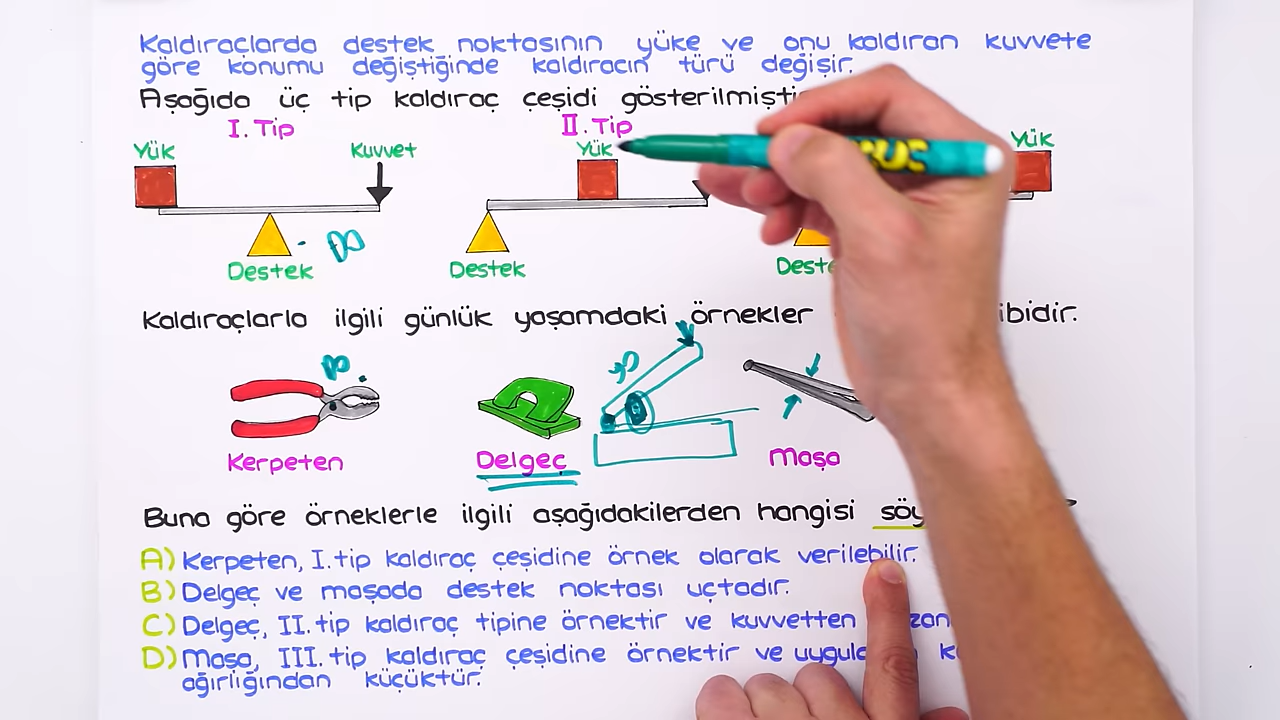 Kaldıraçlarda destek noktasının yüke ve onu kaldıran kuvvete
göre konumu değiştiğinde kaldıracın türü değişir.
Aşağıda üç tip kaldıraç çeşidi
I. Tip
II. Tip
Yük
Kuvvet
Yük
Yük
Destek
Destek
Kaldıraçlarla ilgili günlük yaşamdaki örnekler
Kerpeten
Delgeç
Maşa
Buna göre örneklerle ilgili aşağıdakilerden hangisi
A) Kerpeten, I. tip kaldıraç çeşidine örnek olarak verilebilir.
B) Delgeç ve maşada destek noktası uçtadır.
C) Delgeç, II. tip kaldıraç tipine örnektir ve kuvvetten
D) Maşa, III. tip kaldıraç çeşidine örnektir ve
ağırlığından küçüktür.